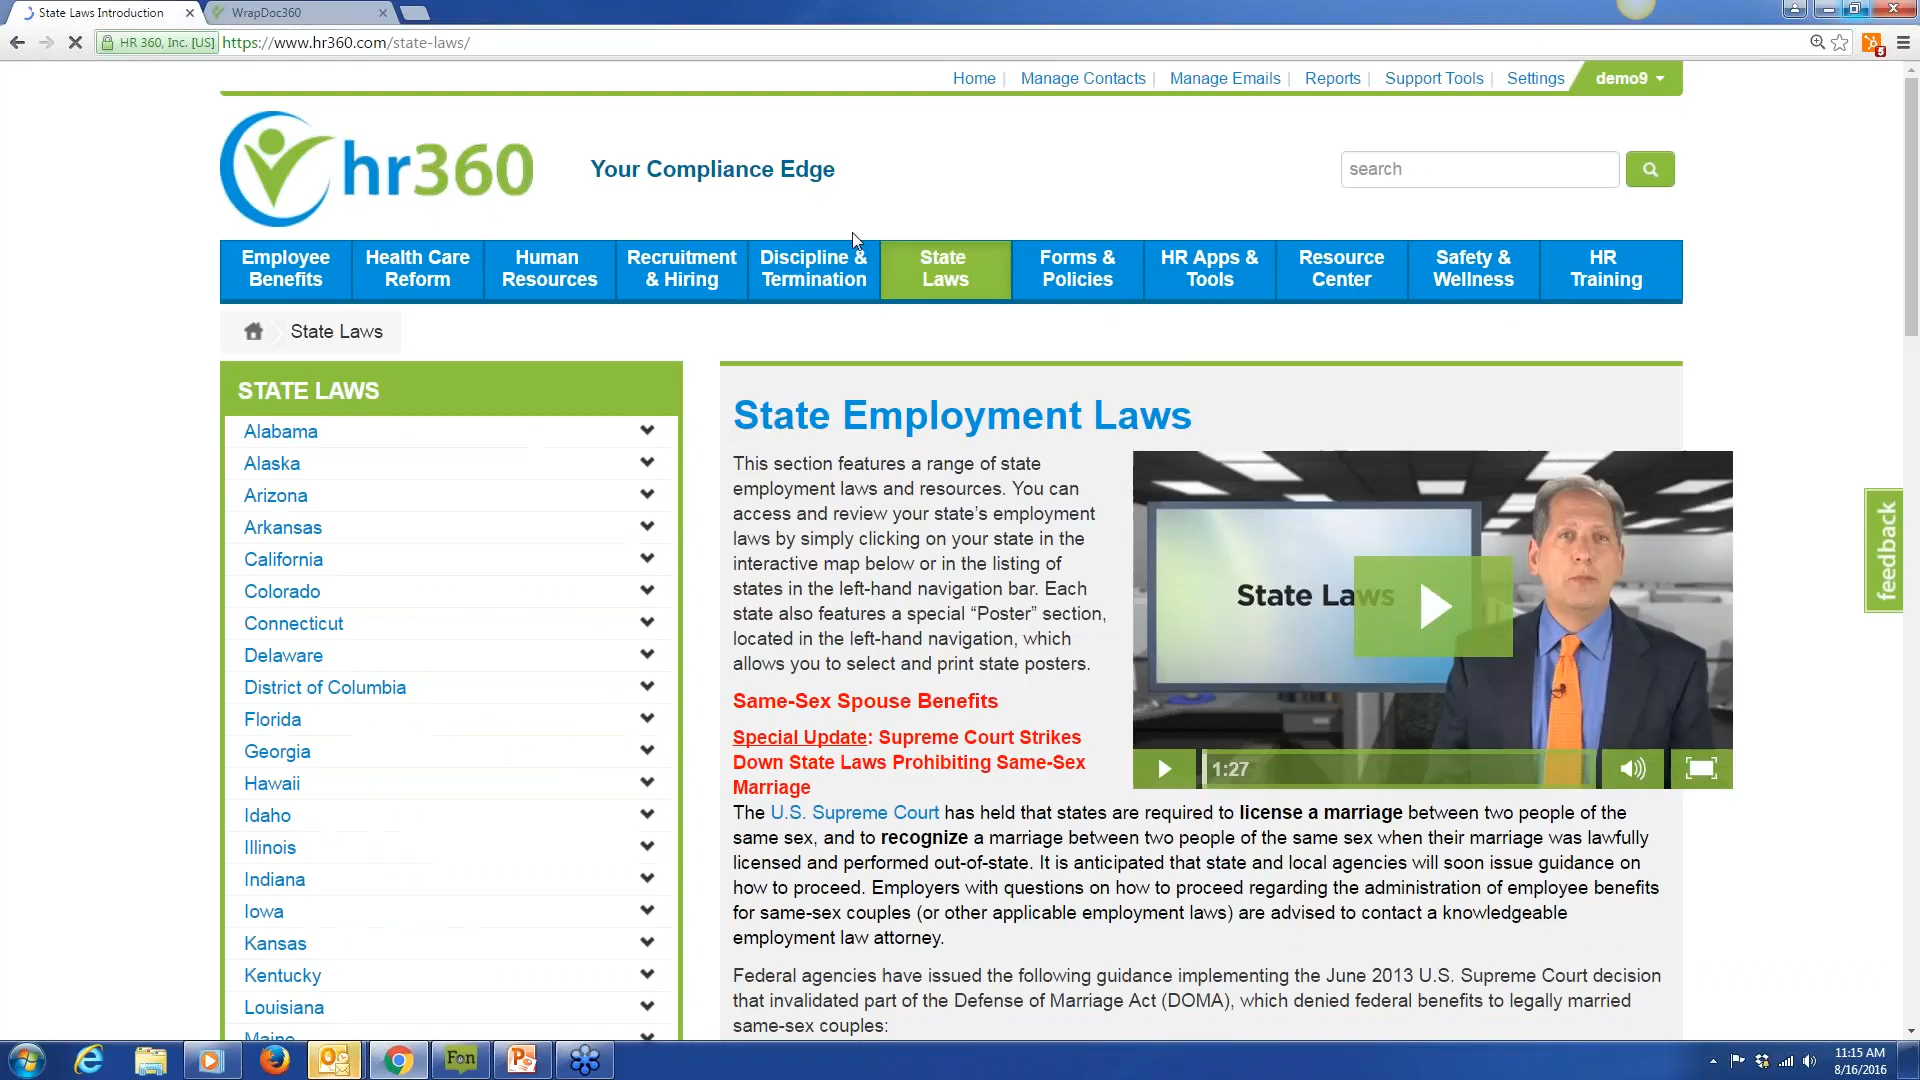 State Laws Introduction
WrapDoc360
HR 360, Inc. [US]
https://www.hr360.com/state-laws/
Home | Manage Contacts | Manage Emails | Reports | Support Tools | Settings
demo9
hr360
Your Compliance Edge
search
Employee Benefits
Health Care Reform
Human Resources
Recruitment & Hiring
Discipline & Termination
State Laws
Forms & Policies
HR Apps & Tools
Resource Center
Safety & Wellness
HR Training
State Laws
STATE LAWS
Alabama
Alaska
Arizona
Arkansas
California
Colorado
Connecticut
Delaware
District of Columbia
Florida
Georgia
Hawaii
Idaho
Illinois
Indiana
Iowa
Kansas
Kentucky
Louisiana
Maine
State Employment Laws
This section features a range of state
employment laws and resources. You can
access and review your state’s employment
laws by simply clicking on your state in the
interactive map below or in the listing of
states in the left-hand navigation bar. Each
state also features a special “Poster” section,
located in the left-hand navigation, which
allows you to select and print state posters.
State Laws
1:27
Same-Sex Spouse Benefits
Special Update: Supreme Court Strikes
Down State Laws Prohibiting Same-Sex
Marriage
The U.S. Supreme Court has held that states are required to license a marriage between two people of the
same sex, and to recognize a marriage between two people of the same sex when their marriage was lawfully
licensed and performed out-of-state. It is anticipated that state and local agencies will soon issue guidance on
how to proceed. Employers with questions on how to proceed regarding the administration of employee benefits
for same-sex couples (or other applicable employment laws) are advised to contact a knowledgeable
employment law attorney.
Federal agencies have issued the following guidance implementing the June 2013 U.S. Supreme Court decision
that invalidated part of the Defense of Marriage Act (DOMA), which denied federal benefits to legally married
same-sex couples:
feedback
Fon
11:15 AM
8/16/2016